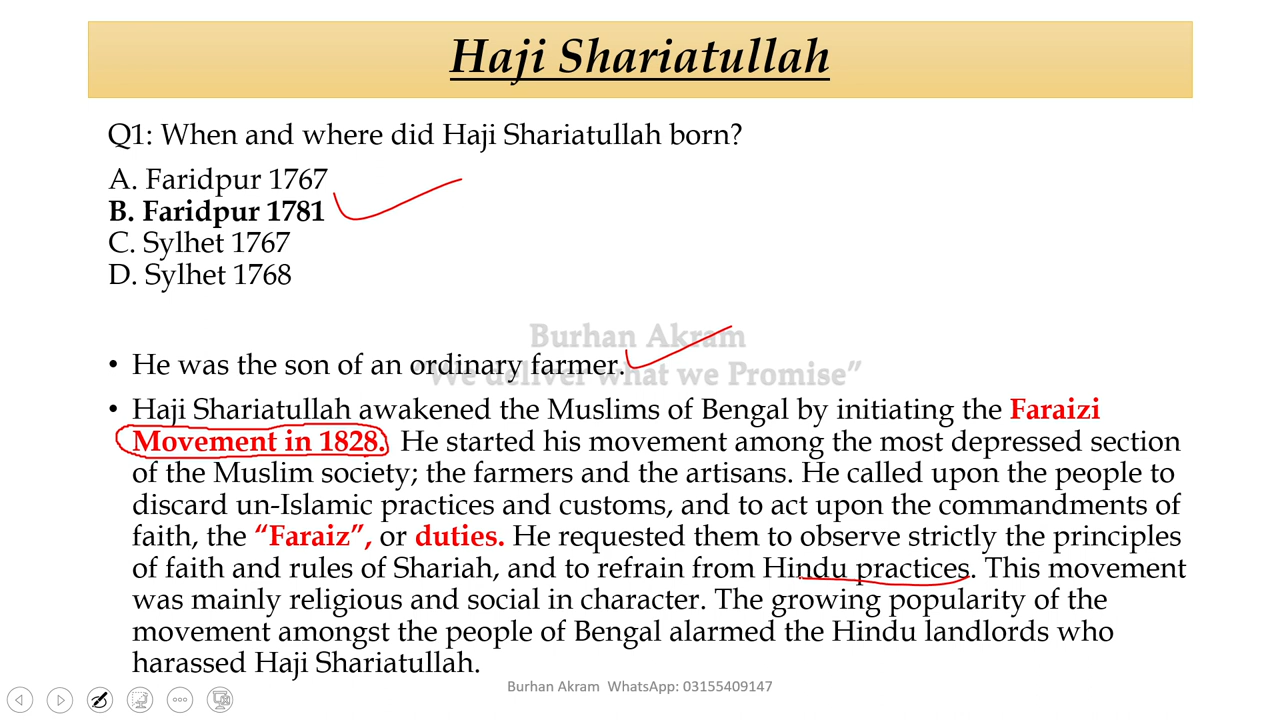 Haji Shariatullah
Q1: When and where did Haji Shariatullah born?
A. Faridpur 1767
B. Faridpur 1781
C. Sylhet 1767
D. Sylhet 1768
Burhan Akram
• He was the son of an ordinary farmer.
“We deliver what we Promise”
• Haji Shariatullah awakened the Muslims of Bengal by initiating the Faraizi
Movement in 1828. He started his movement among the most depressed section
of the Muslim society; the farmers and the artisans. He called upon the people to
discard un-Islamic practices and customs, and to act upon the commandments of
faith, the “Faraiz”, or duties. He requested them to observe strictly the principles
of faith and rules of Shariah, and to refrain from Hindu practices. This movement
was mainly religious and social in character. The growing popularity of the
movement amongst the people of Bengal alarmed the Hindu landlords who
harassed Haji Shariatullah.
Burhan Akram WhatsApp: 03155409147